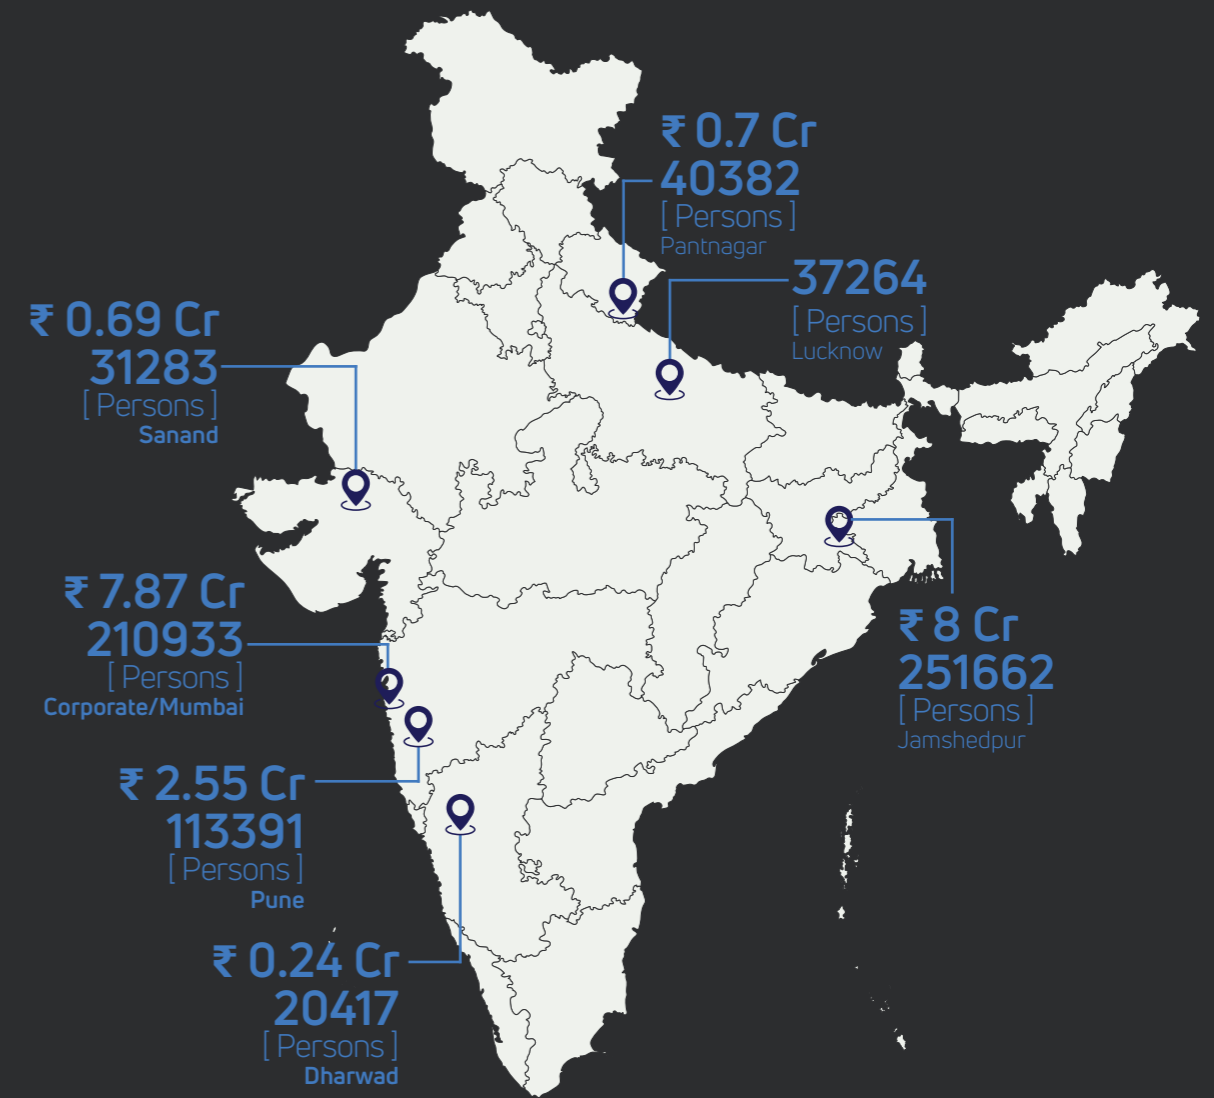 ₹ 0.7 Cr
40382
[ Persons ]
Pantnagar
37264
[ Persons ]
Lucknow
₹ 0.69 Cr
31283
[ Persons ]
Sanand
₹ 7.87 Cr
210933
[ Persons ]
Corporate/Mumbai
₹ 8 Cr
251662
[ Persons ]
Jamshedpur
₹ 2.55 Cr
113391
[ Persons ]
Pune
₹ 0.24 Cr
20417
[ Persons ]
Dharwad